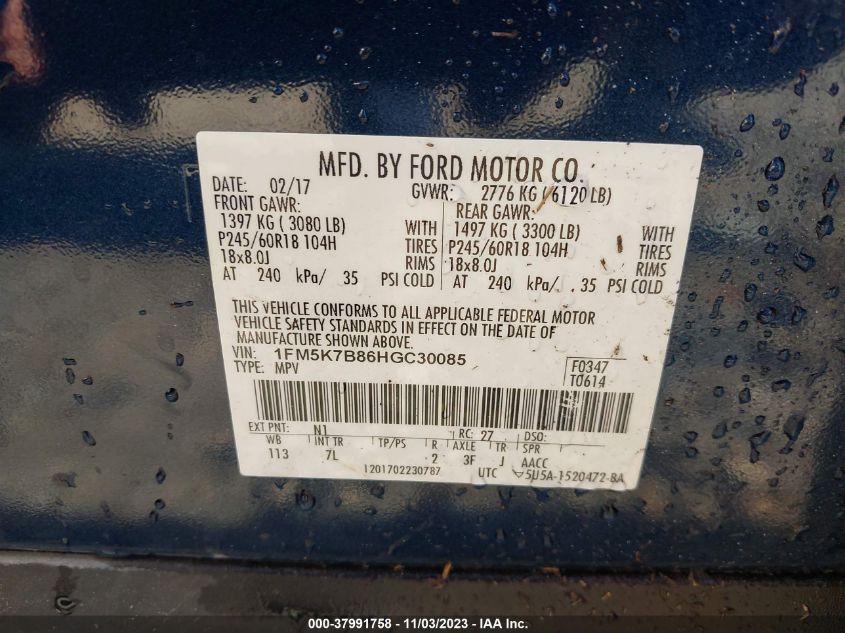 MFD. BY FORD MOTOR CO.
DATE: 02/17 GVWR: 2776 KG (6120 LB)
FRONT GAWR: REAR GAWR:
1397 KG ( 3080 LB) WITH 1497 KG ( 3300 LB) WITH
P245/60R18 104H TIRES P245/60R18 104H TIRES
18x8.0J RIMS 18x8.0J RIMS
AT 240 kPa/ 35 PSI COLD AT 240 kPa/ 35 PSI COLD
THIS VEHICLE CONFORMS TO ALL APPLICABLE FEDERAL MOTOR
VEHICLE SAFETY STANDARDS IN EFFECT ON THE DATE OF
MANUFACTURE SHOWN ABOVE.
VIN: 1FM5K7B86HGC30085
TYPE: MPV
F0347
T0614
EXT PNT: N1 RC: 27 DSO:
WB INT TR TP/PS R AXLE TR SPR
113 7L 2 3F J AACC
1201702230787 UTC 5U5A-1520472-BA
000-37991758 - 11/03/2023 - IAA Inc.